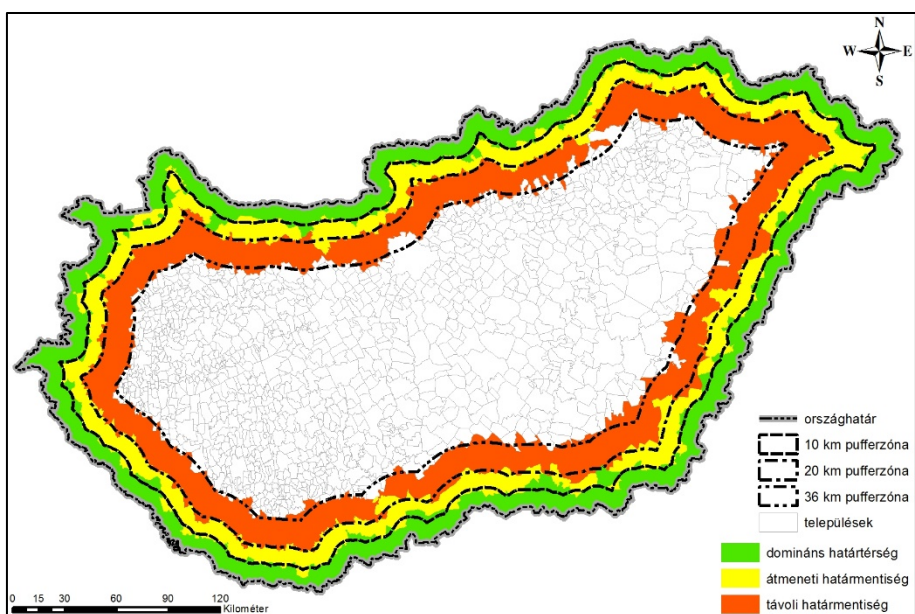 N
W E
S
országhatár
10 km pufferzóna
20 km pufferzóna
36 km pufferzóna
települések
domináns határtérség
átmeneti határmentiség
távoli határmentiség
0 15 30 60 90 120
Kilométer